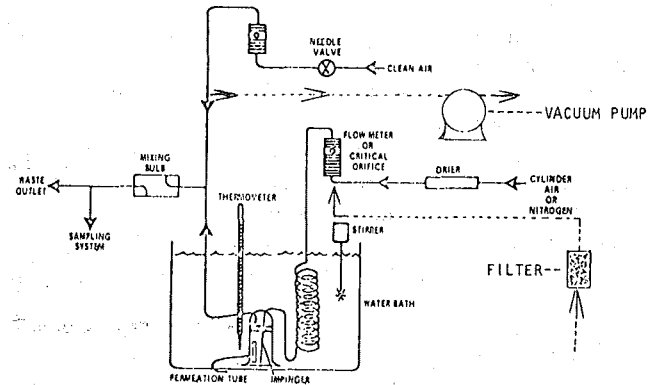 NEEDLE
VALVE
CLEAN AIR
VACUUM PUMP
FLOW METER
OR
CRITICAL
ORIFICE
MIXING
BULB
DRIER
WASTE
OUTLET
THERMOMETER
CYLINDER
AIR
OR
NITROGEN
SAMPLING
SYSTEM
STIRRER
FILTER
WATER BATH
PERMEATION TUBE
IMPINGER